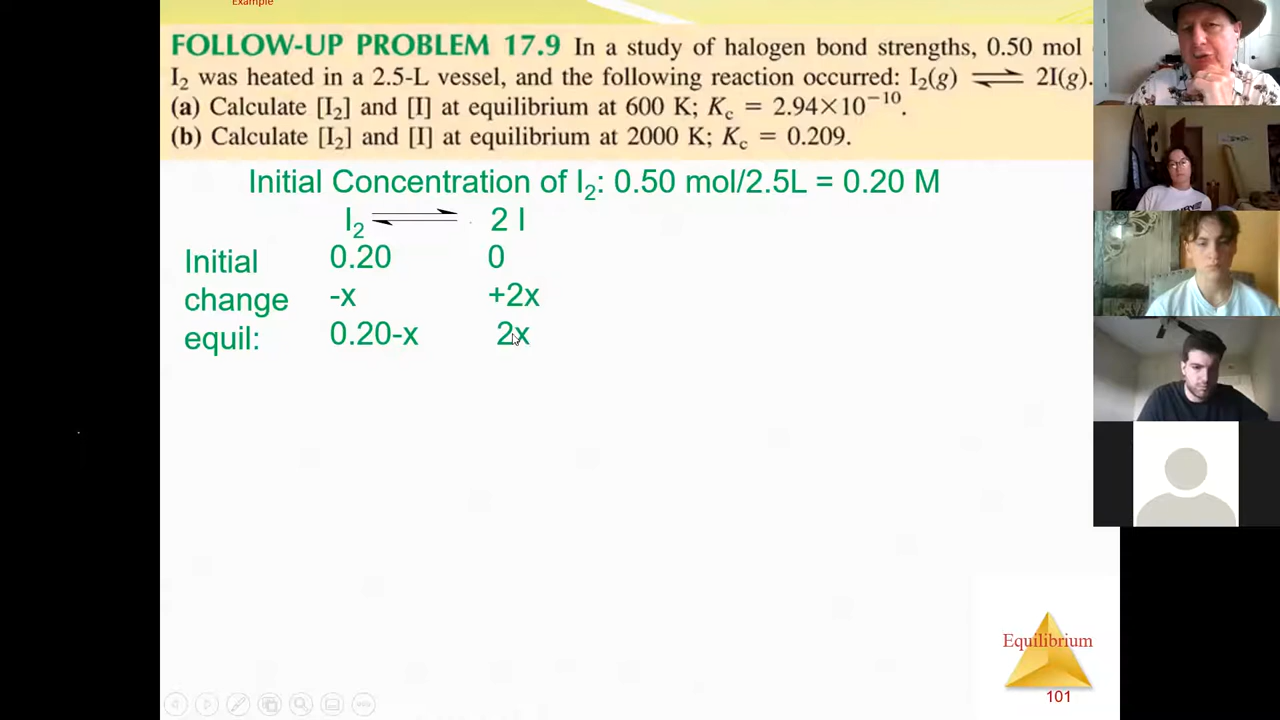 Example
FOLLOW-UP PROBLEM 17.9 In a study of halogen bond strengths, 0.50 mol
I₂ was heated in a 2.5-L vessel, and the following reaction occurred: I₂(g) ⇌ 2I(g).
(a) Calculate [I₂] and [I] at equilibrium at 600 K; Kc = 2.94×10⁻¹⁰.
(b) Calculate [I₂] and [I] at equilibrium at 2000 K; Kc = 0.209.
Initial Concentration of I₂: 0.50 mol/2.5L = 0.20 M
I₂ ⇌ 2 I
Initial 0.20 0
change -x +2x
equil: 0.20-x 2x
Equilibrium
101